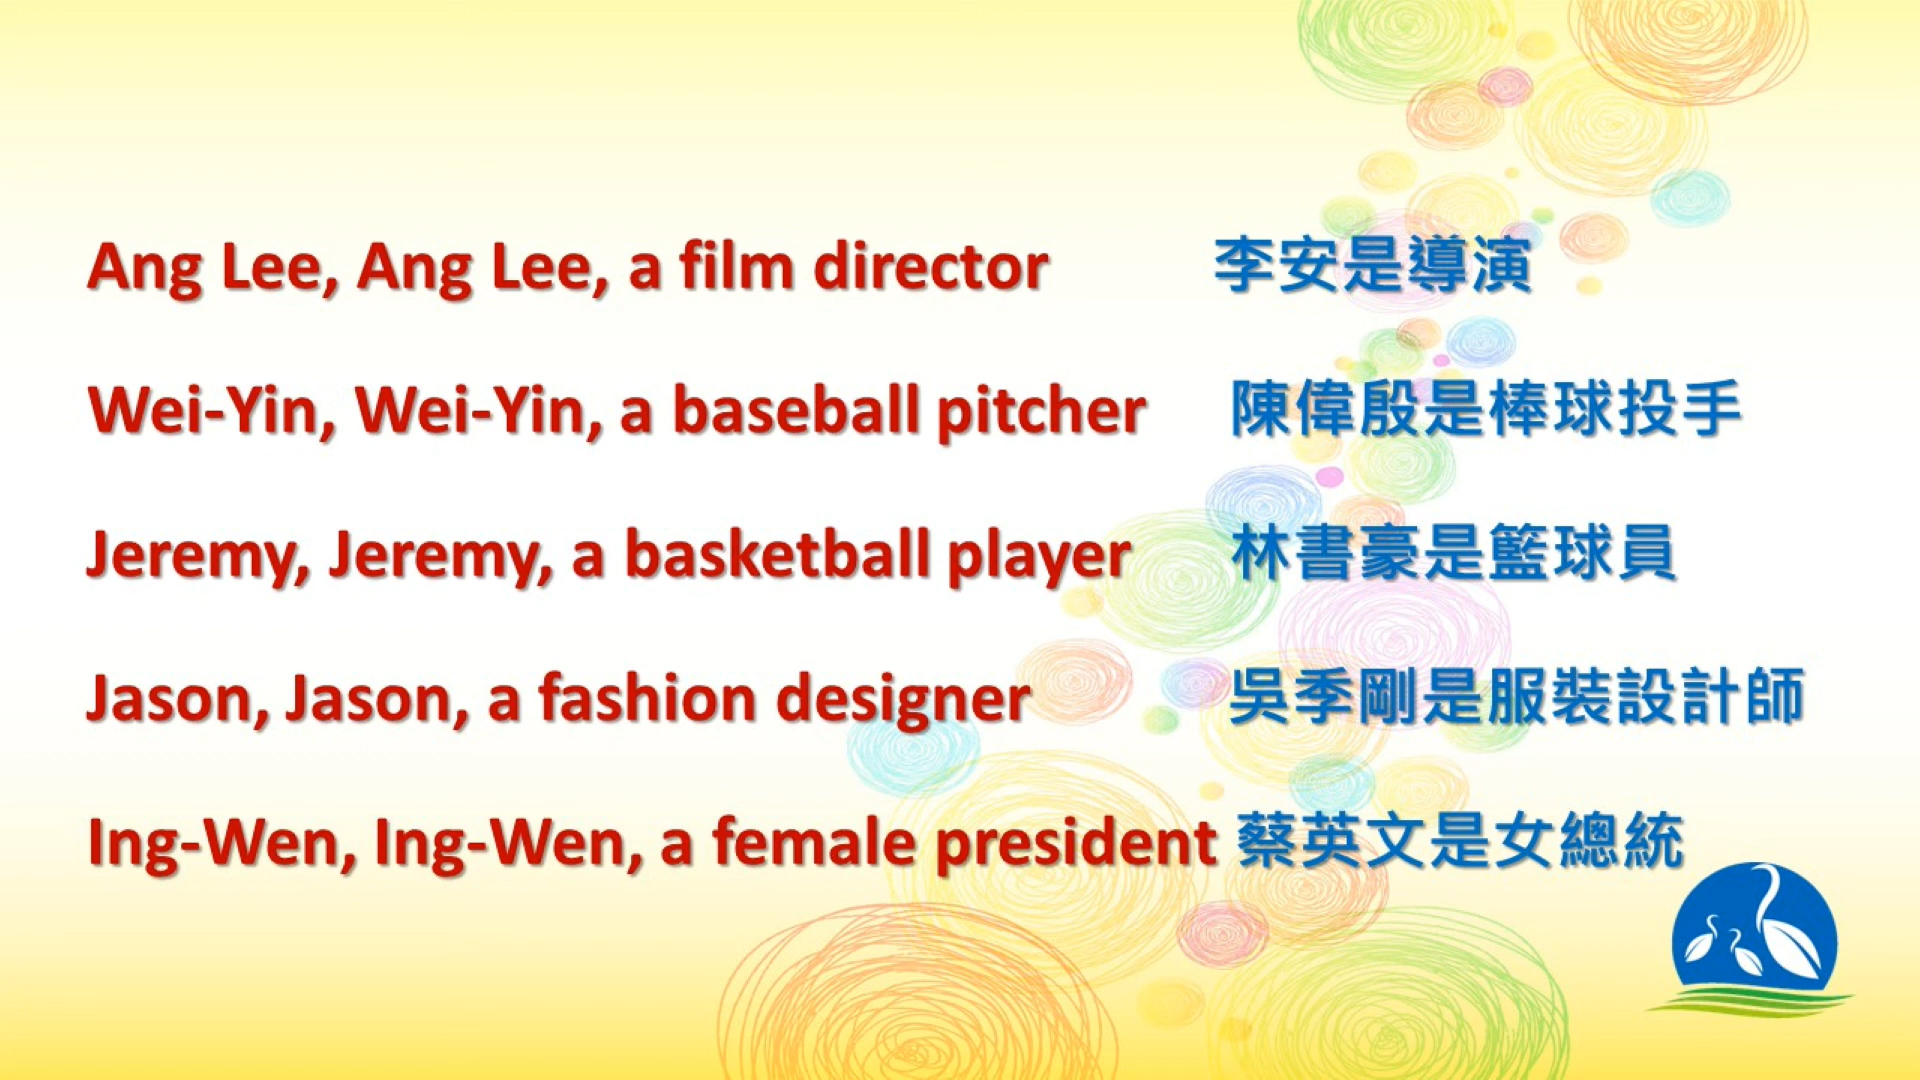 Ang Lee, Ang Lee, a film director 李安是導演
Wei-Yin, Wei-Yin, a baseball pitcher 陳偉殷是棒球投手
Jeremy, Jeremy, a basketball player 林書豪是籃球員
Jason, Jason, a fashion designer 吳季剛是服裝設計師
Ing-Wen, Ing-Wen, a female president 蔡英文是女總統